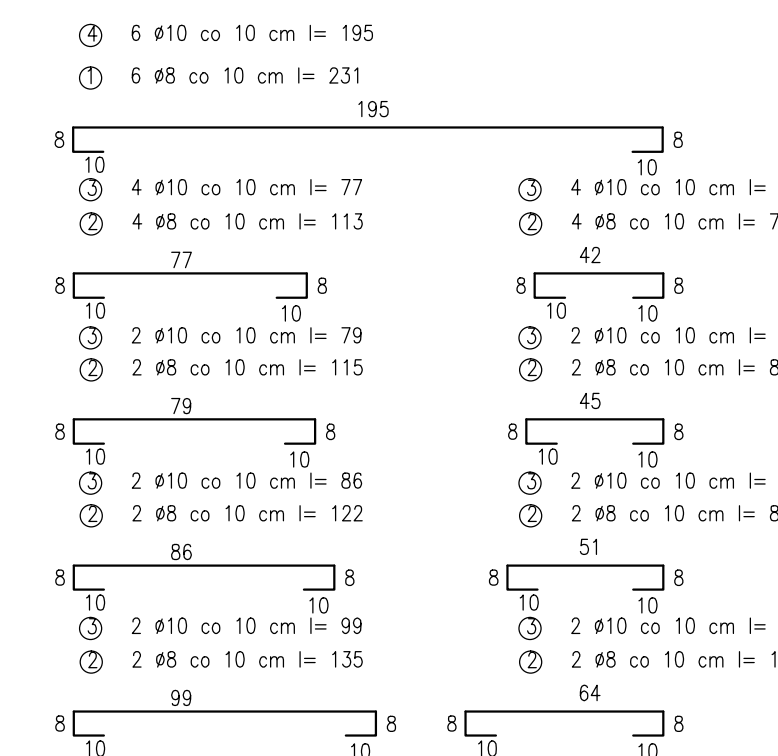 ④ 6 ø10 co 10 cm l= 195
① 6 ø8 co 10 cm l= 231
195
8 8
10 10
③ 4 ø10 co 10 cm l= 77
③ 4 ø10 co 10 cm l=
② 4 ø8 co 10 cm l= 113
② 4 ø8 co 10 cm l= 7
77 42
8 8 8 8
10 10 10 10
③ 2 ø10 co 10 cm l= 79
③ 2 ø10 co 10 cm l=
② 2 ø8 co 10 cm l= 115
② 2 ø8 co 10 cm l= 8
79 45
8 8 8 8
10 10 10 10
③ 2 ø10 co 10 cm l= 86
③ 2 ø10 co 10 cm l=
② 2 ø8 co 10 cm l= 122
② 2 ø8 co 10 cm l= 8
86 51
8 8 8 8
10 10 10 10
③ 2 ø10 co 10 cm l= 99
③ 2 ø10 co 10 cm l=
② 2 ø8 co 10 cm l= 135
② 2 ø8 co 10 cm l= 1
99 64
8 8 8 8
10 10 10 10